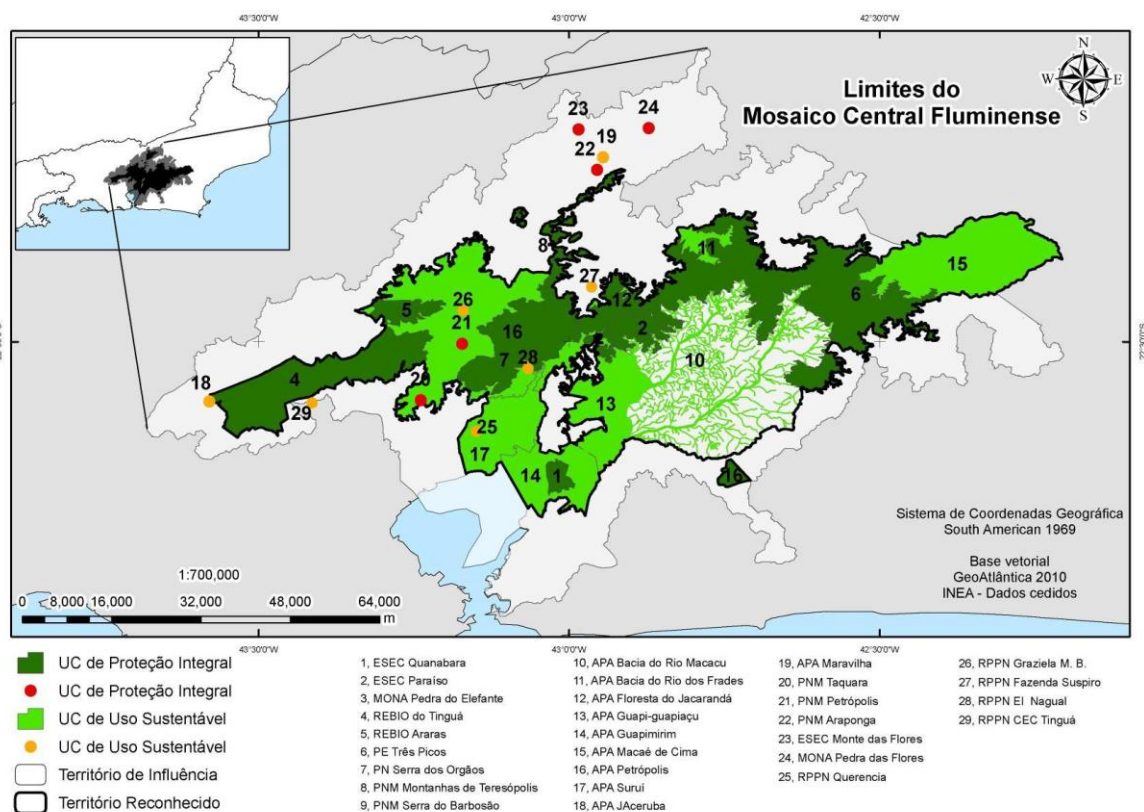 43°30'0"W
43°0'0"W
42°30'0"W
Limites do
Mosaico Central Fluminense
N
W
E
S
23
24
19
22
8
11
15
27
12
6
26
5
21
16
2
10
7
28
4
18
20
29
13
25
17
14
1
16
22°30'0"S
Sistema de Coordenadas Geográfica
South American 1969
Base vetorial
GeoAtlântica 2010
INEA - Dados cedidos
1:700,000
0 8,000 16,000 32,000 48,000 64,000
m
43°30'0"W
43°0'0"W
42°30'0"W
UC de Proteção Integral
UC de Proteção Integral
UC de Uso Sustentável
UC de Uso Sustentável
Território de Influência
Território Reconhecido
1, ESEC Quanabara
2, ESEC Paraíso
3, MONA Pedra do Elefante
4, REBIO do Tinguá
5, REBIO Araras
6, PE Três Picos
7, PN Serra dos Orgãos
8, PNM Montanhas de Teresópolis
9, PNM Serra do Barbosão
10, APA Bacia do Rio Macacu
11, APA Bacia do Rio dos Frades
12, APA Floresta do Jacarandá
13, APA Guapi-guapiaçu
14, APA Guapimirim
15, APA Macaé de Cima
16, APA Petrópolis
17, APA Suruí
18, APA JAceruba
19, APA Maravilha
20, PNM Taquara
21, PNM Petrópolis
22, PNM Araponga
23, ESEC Monte das Flores
24, MONA Pedra das Flores
25, RPPN Querencia
26, RPPN Graziela M. B.
27, RPPN Fazenda Suspiro
28, RPPN El Nagual
29, RPPN CEC Tinguá